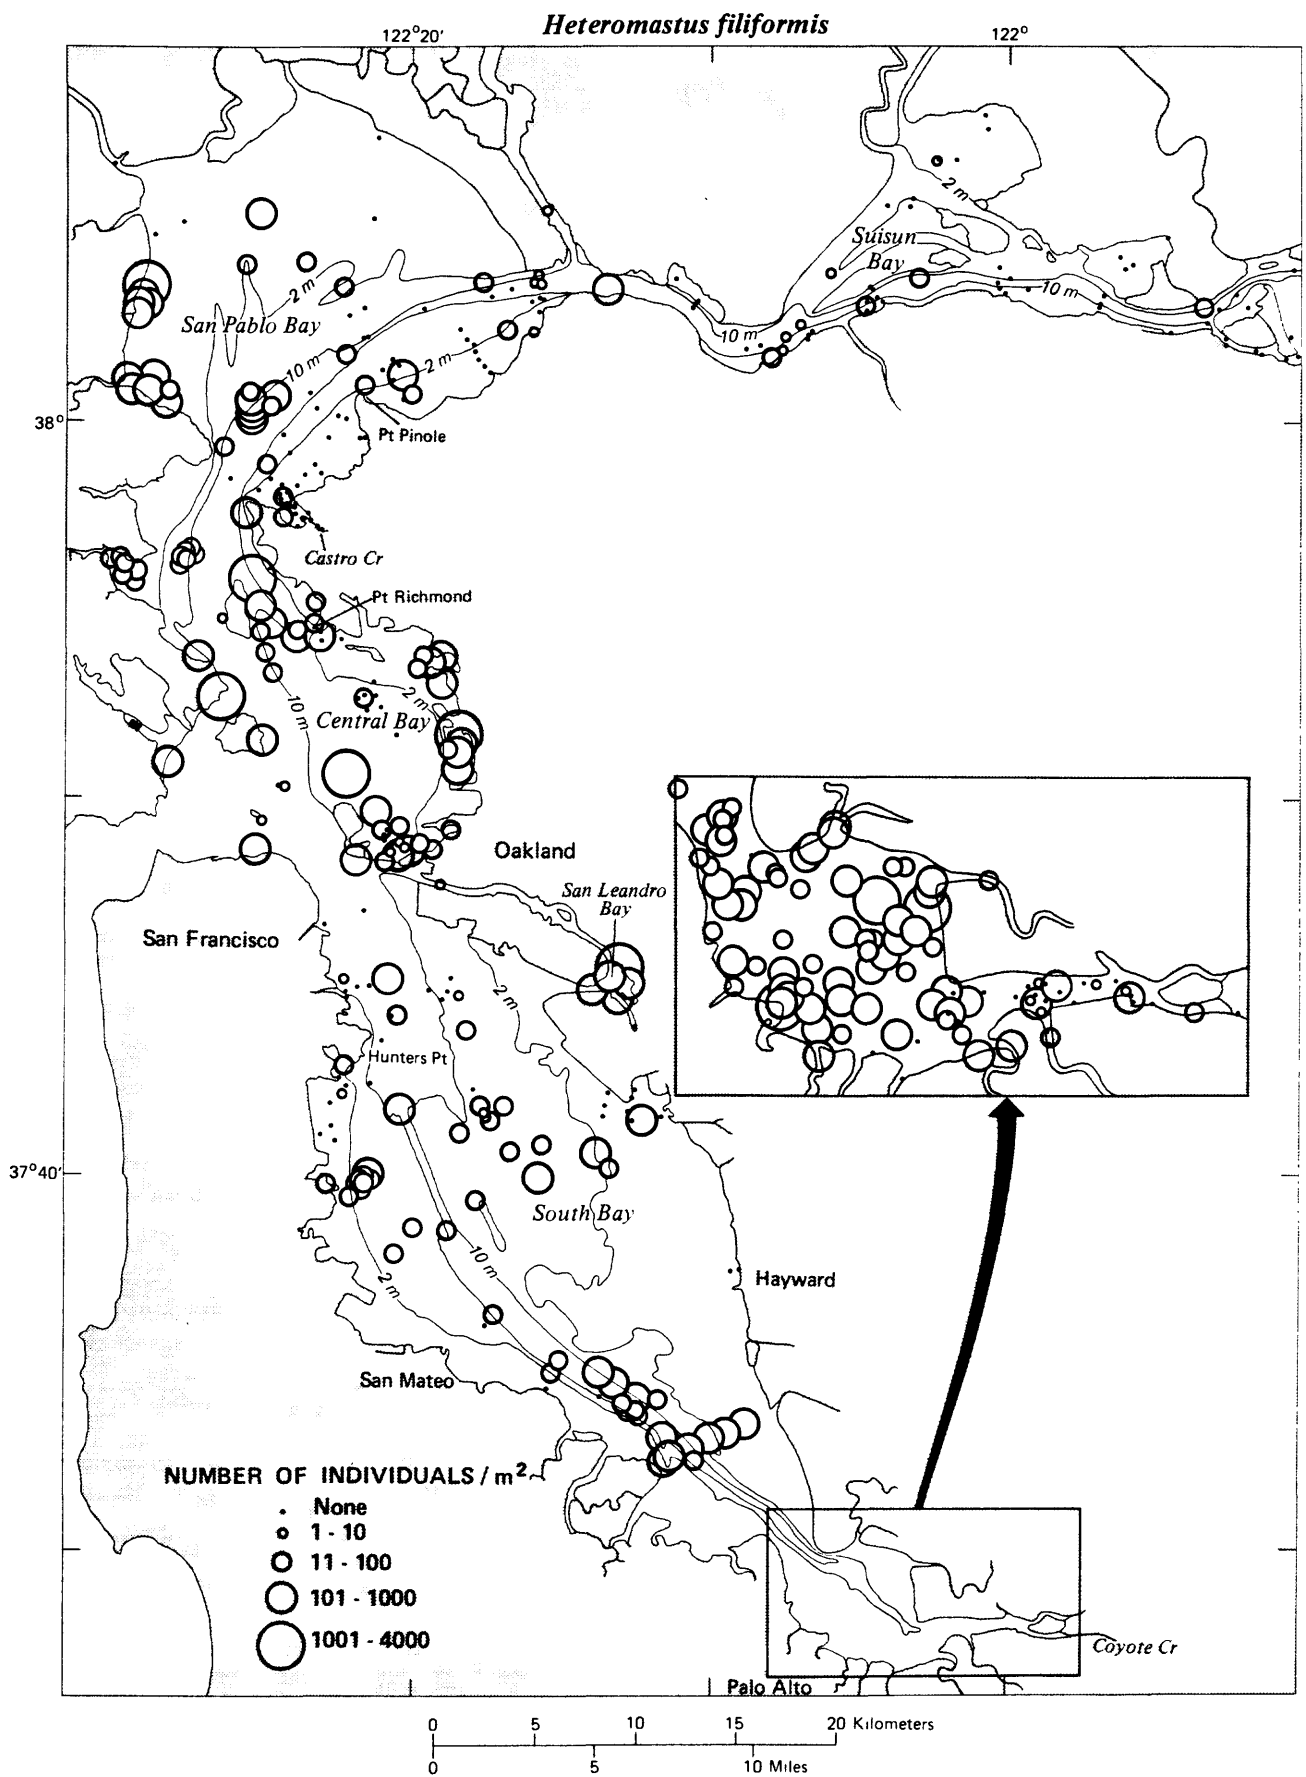 Heteromastus filiformis
122°20'
122°
2 m
Suisun
Bay
2 m
San Pablo Bay
10 m
10 m
10 m
2 m
38°
Pt Pinole
Castro Cr
Pt Richmond
2 m
10 m
Central Bay
Oakland
San Leandro
Bay
San Francisco
2 m
Hunters Pt
37°40'
South Bay
10 m
2 m
Hayward
San Mateo
NUMBER OF INDIVIDUALS / m²
None
1 - 10
11 - 100
101 - 1000
1001 - 4000
Coyote Cr
Palo Alto
0 5 10 15 20 Kilometers
0 5 10 Miles